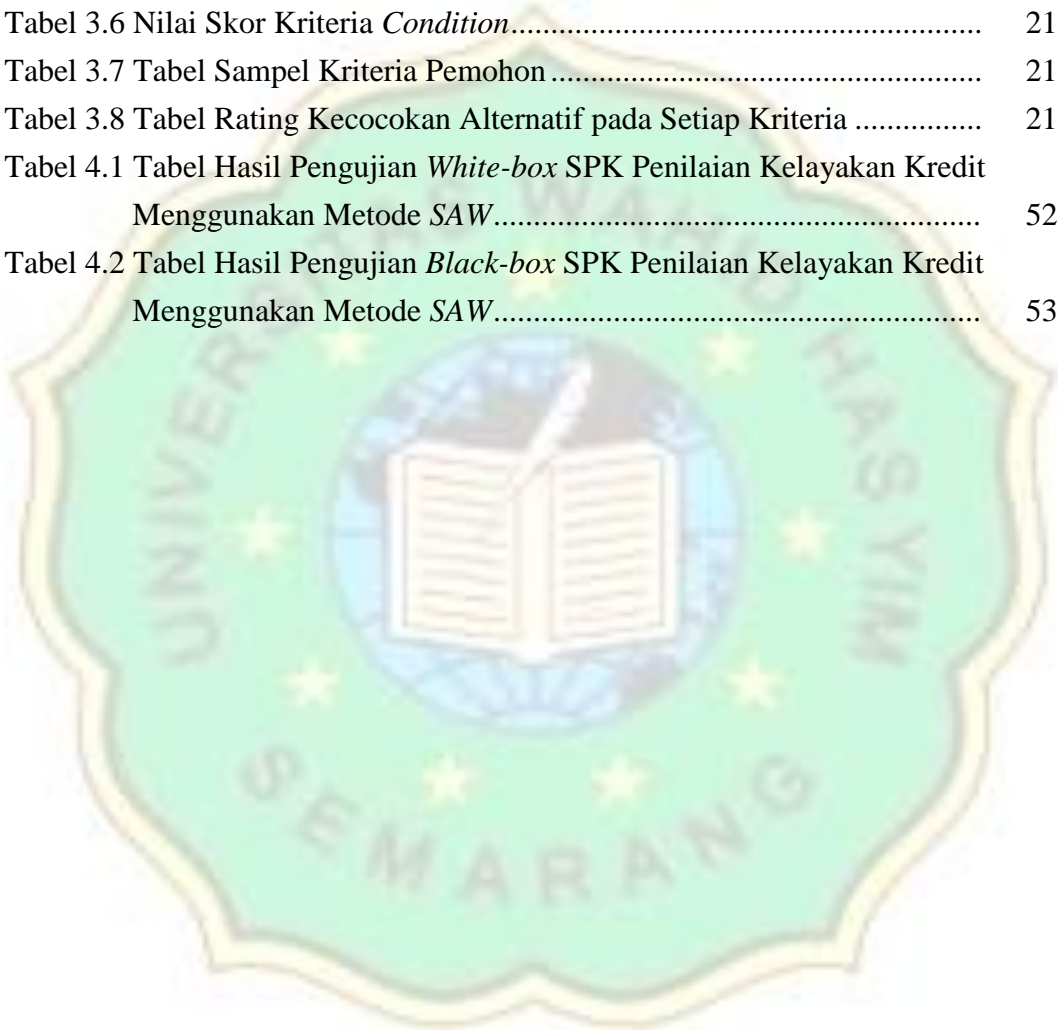 Tabel 3.6 Nilai Skor Kriteria Condition.......................................................... 21
Tabel 3.7 Tabel Sampel Kriteria Pemohon..................................................... 21
Tabel 3.8 Tabel Rating Kecocokan Alternatif pada Setiap Kriteria ................ 21
Tabel 4.1 Tabel Hasil Pengujian White-box SPK Penilaian Kelayakan Kredit
Menggunakan Metode SAW............................................................ 52
Tabel 4.2 Tabel Hasil Pengujian Black-box SPK Penilaian Kelayakan Kredit
Menggunakan Metode SAW............................................................ 53
UNIVERSITAS WAHID HASYIM
SEMARANG